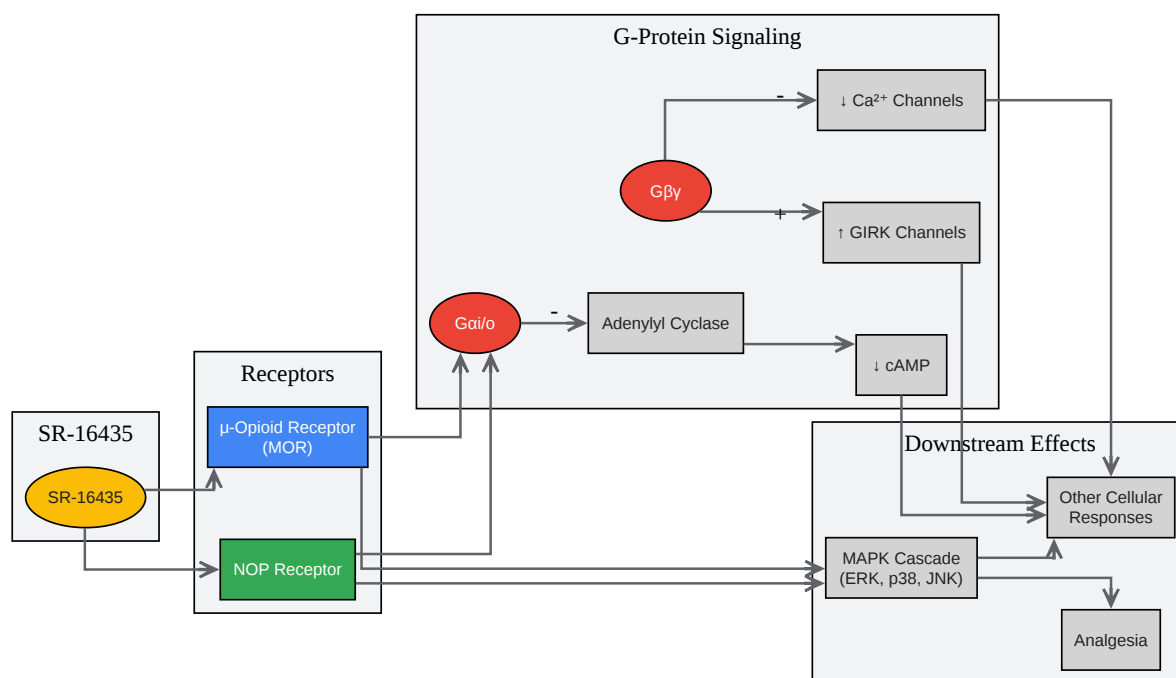 G-Protein Signaling
↓ Ca²⁺ Channels
-
Gβγ
+
↑ GIRK Channels
Gαi/o
-
Adenylyl Cyclase
↓ cAMP
Receptors
μ-Opioid Receptor
(MOR)
NOP Receptor
SR-16435
SR-16435
Downstream Effects
Other Cellular
Responses
MAPK Cascade
(ERK, p38, JNK)
Analgesia